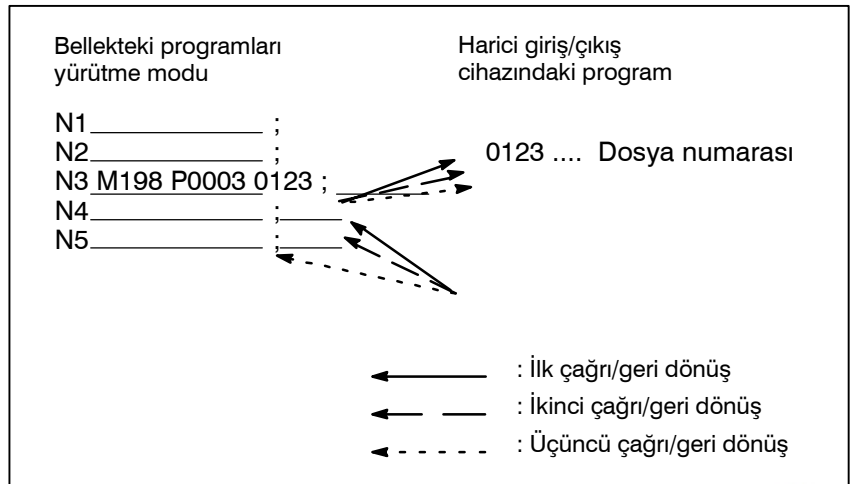 Bellekteki programları
yürütme modu
N1 ;
N2 ;
N3 M198 P0003 0123 ;
N4 ;
N5 ;
Harici giriş/çıkış
cihazındaki program
0123 .... Dosya numarası
: İlk çağrı/geri dönüş
: İkinci çağrı/geri dönüş
: Üçüncü çağrı/geri dönüş